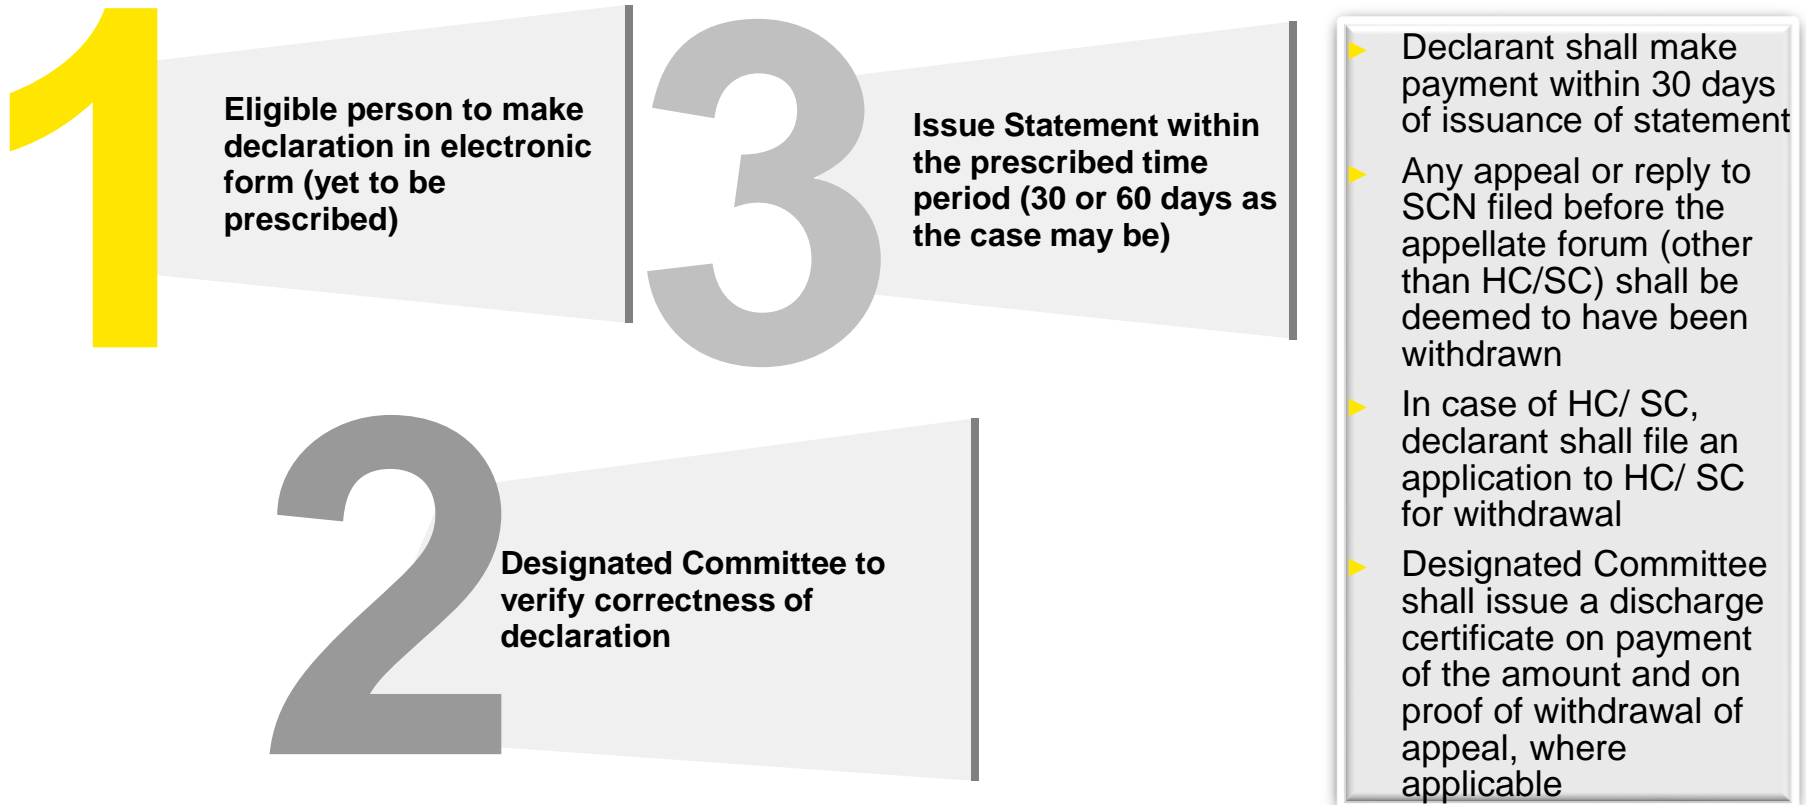 1
Eligible person to make
declaration in electronic
form (yet to be
prescribed)
2
Designated Committee to
verify correctness of
declaration
3
Issue Statement within
the prescribed time
period (30 or 60 days as
the case may be)
Declarant shall make
payment within 30 days
of issuance of statement
Any appeal or reply to
SCN filed before the
appellate forum (other
than HC/SC) shall be
deemed to have been
withdrawn
In case of HC/ SC,
declarant shall file an
application to HC/ SC
for withdrawal
Designated Committee
shall issue a discharge
certificate on payment
of the amount and on
proof of withdrawal of
appeal, where
applicable